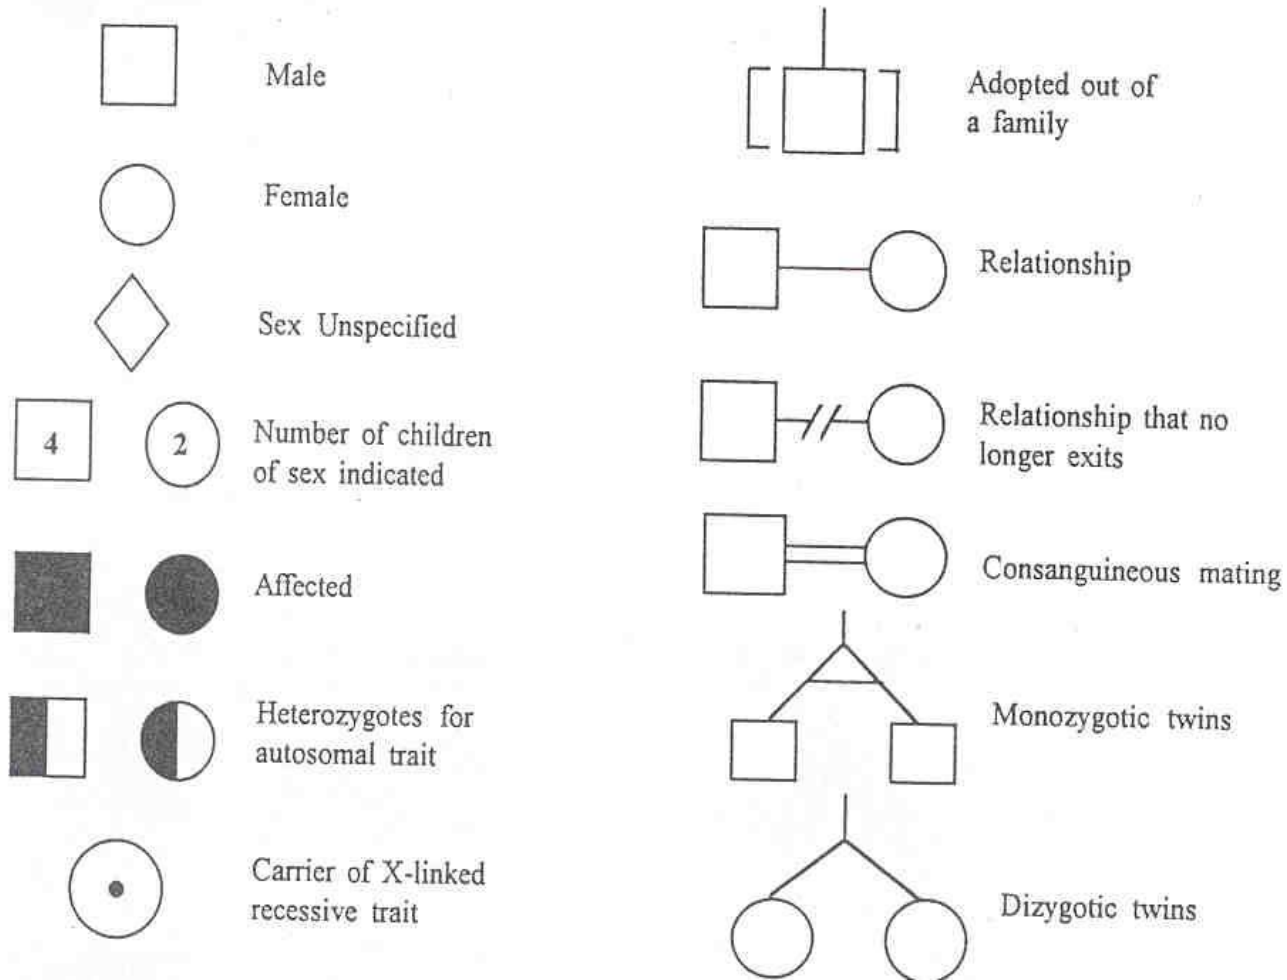 Male
Female
Sex Unspecified
4
2
Number of children
of sex indicated
Affected
Heterozygotes for
autosomal trait
Carrier of X-linked
recessive trait
Adopted out of
a family
Relationship
Relationship that no
longer exits
Consanguineous mating
Monozygotic twins
Dizygotic twins